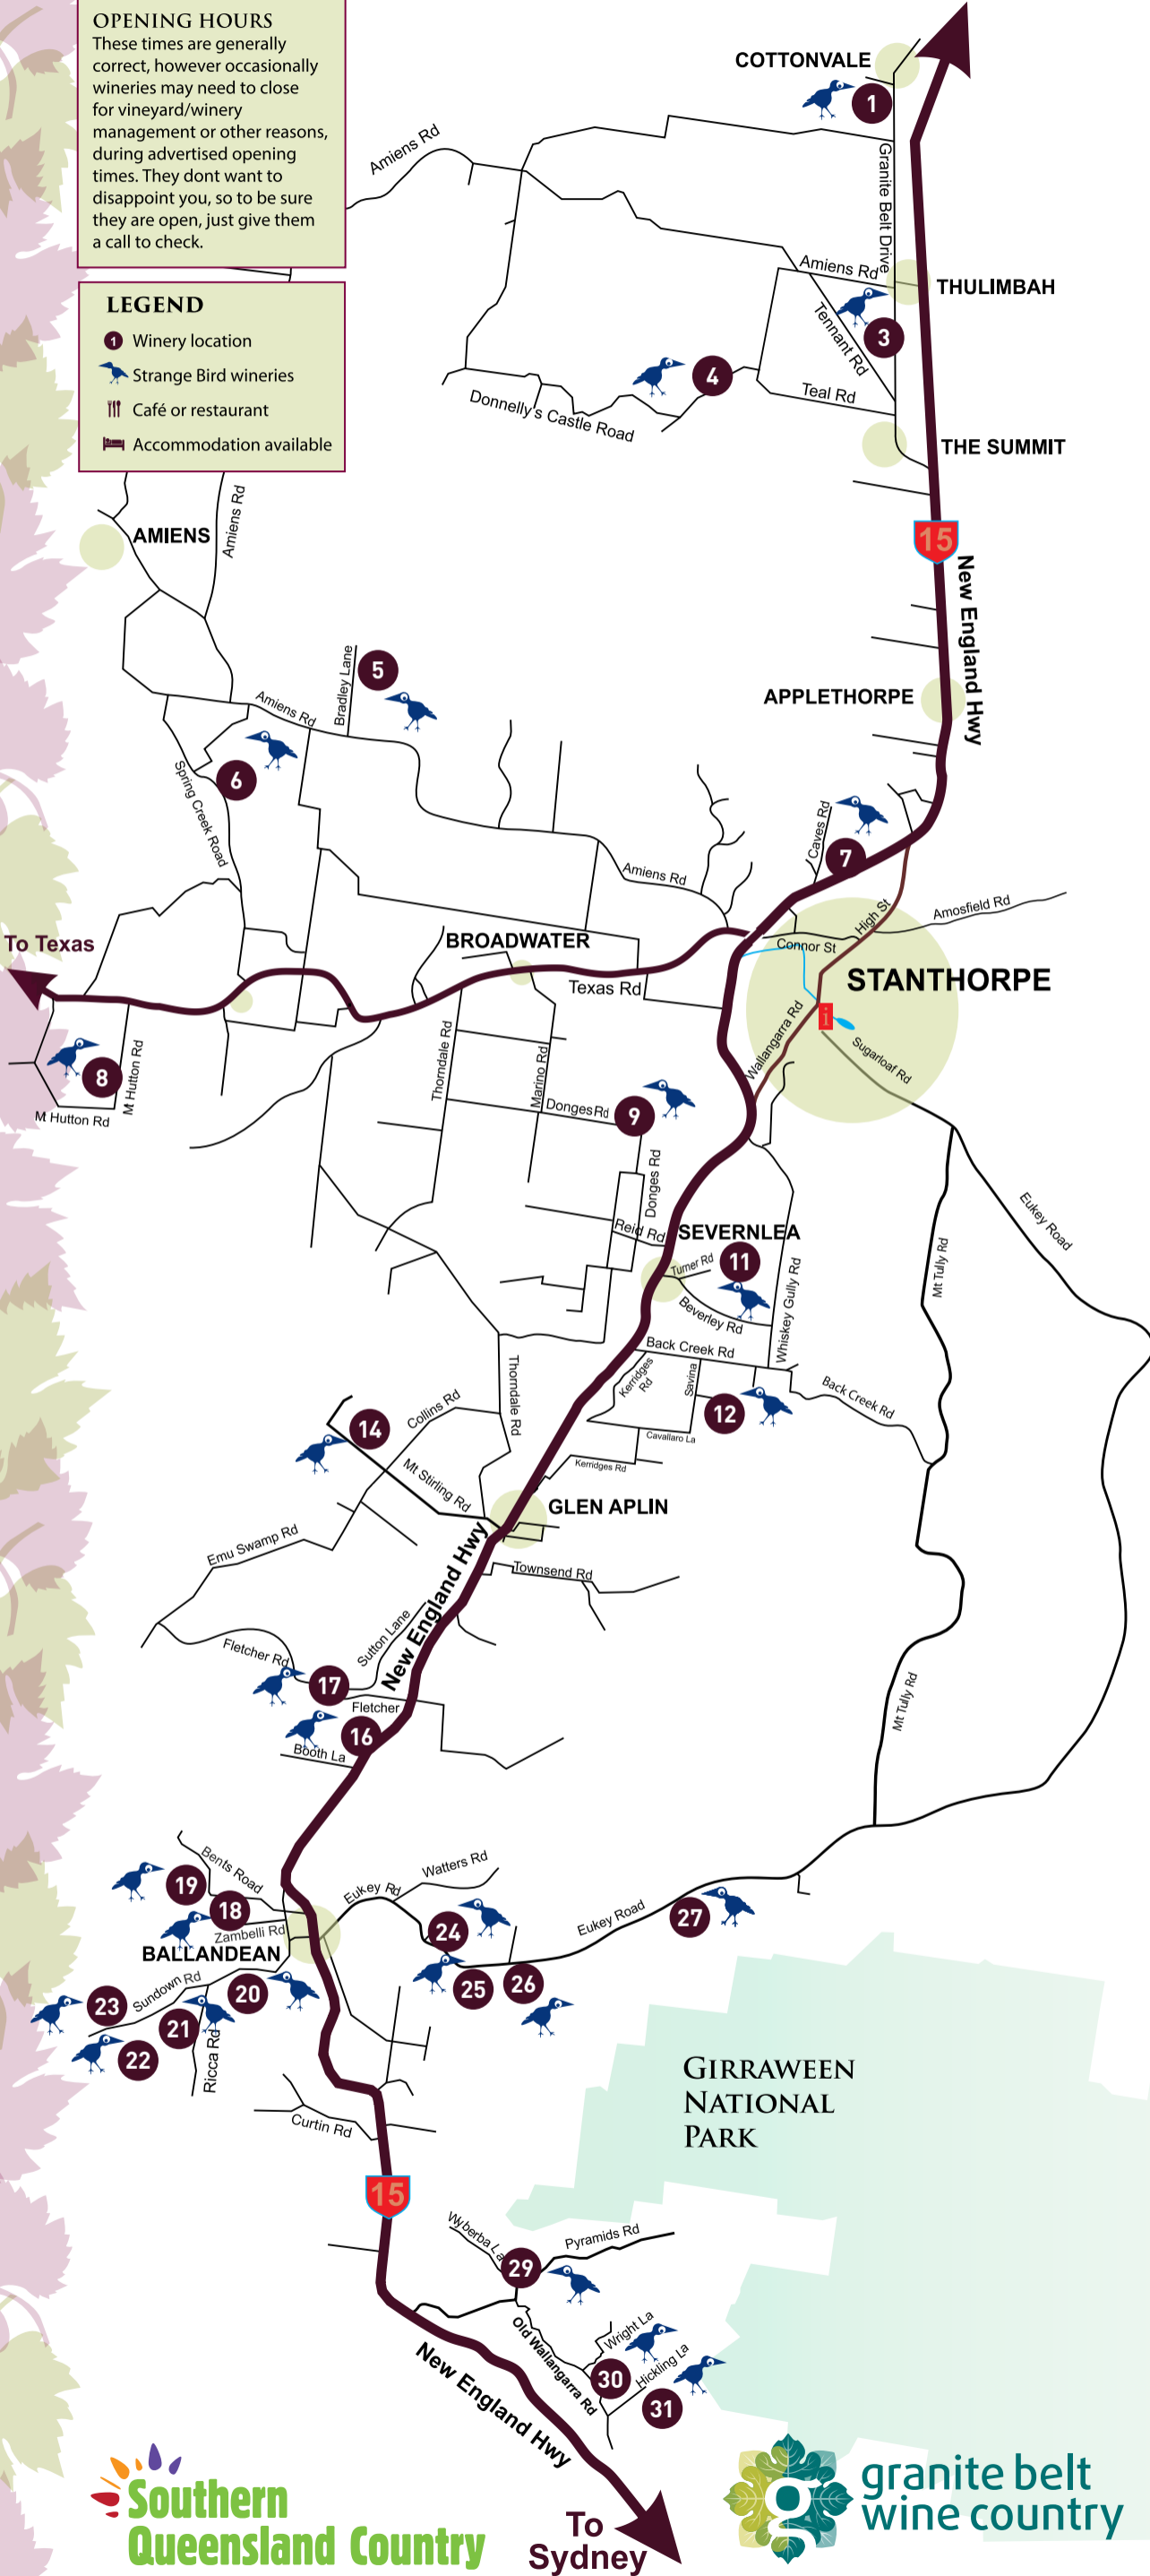 OPENING HOURS
These times are generally
correct, however occasionally
wineries may need to close
for vineyard/winery
management or other reasons,
during advertised opening
times. They dont want to
disappoint you, so to be sure
they are open, just give them
a call to check.
LEGEND
1 Winery location
Strange Bird wineries
Café or restaurant
Accommodation available
COTTONVALE
1
Amiens Rd
Granite Belt Drive
Amiens Rd
THULIMBAH
3
Tennant Rd
4
Teal Rd
Donnelly's Castle Road
THE SUMMIT
15
AMIENS
Amiens Rd
New England Hwy
5
Bradley Lane
APPLETHORPE
Amiens Rd
6
Spring Creek Road
Caves Rd
7
Amiens Rd
High St
Amosfield Rd
To Texas
BROADWATER
Connor St
STANTHORPE
Texas Rd
i
Wallangarra Rd
Sugarloaf Rd
8
Mt Hutton Rd
Mt Hutton Rd
Thorndale Rd
Marino Rd
Donges Rd
9
Donges Rd
Reid Rd
SEVERNLEA
11
Turner Rd
Beverley Rd
Whiskey Gully Rd
Mt Tully Rd
Eukey Road
Back Creek Rd
Kerridges
Rd
Savina
12
Back Creek Rd
Cavallaro La
Kerridges Rd
Thorndale Rd
14
Collins Rd
Mt Stirling Rd
GLEN APLIN
Emu Swamp Rd
New England Hwy
Townsend Rd
Sutton Lane
Fletcher Rd
17
Fletcher
16
Booth La
Mt Tully Rd
Bents Road
19
18
Zambelli Rd
BALLANDEAN
Eukey Rd
Watters Rd
24
Eukey Road
27
25
26
23
Sundown Rd
20
21
22
Ricca Rd
GIRRAWEEN
NATIONAL
PARK
Curtin Rd
15
Wyberba La
29
Pyramids Rd
Old Wallangarra Rd
Wright La
30
Hickling La
31
New England Hwy
Southern
Queensland Country
To
Sydney
g
granite belt
wine country